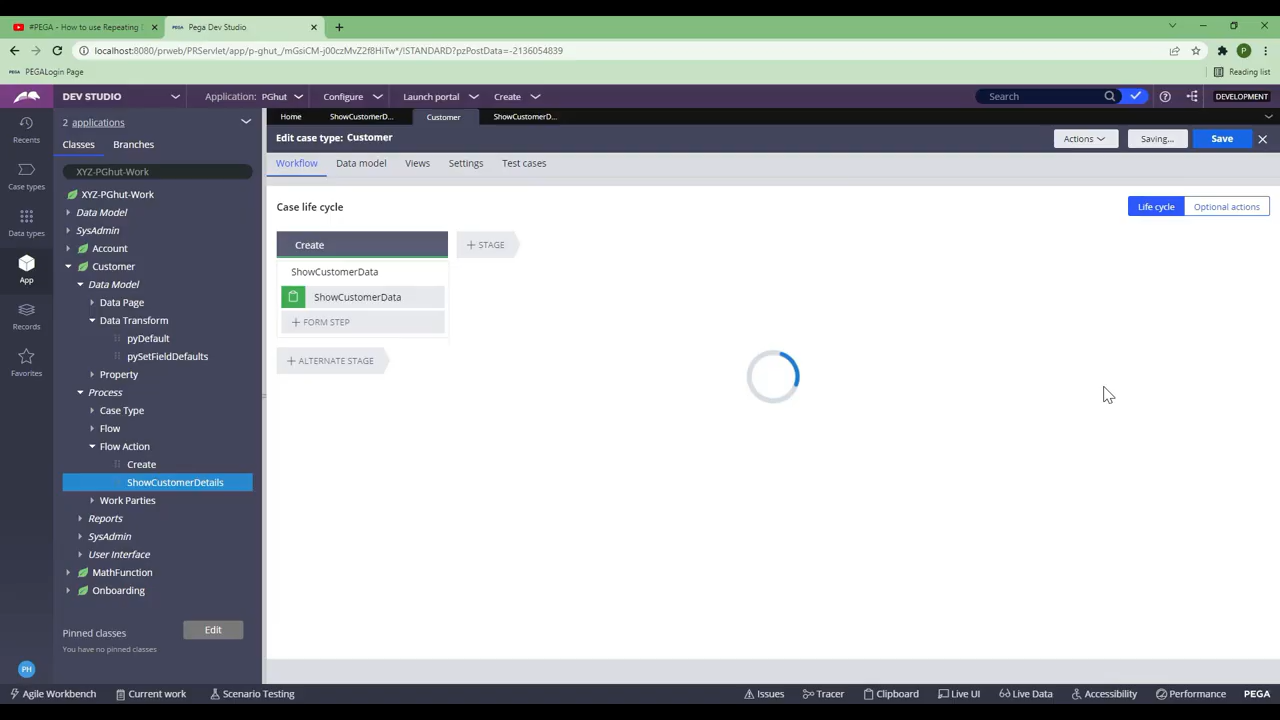 #PEGA - How to use Repeating
Pega Dev Studio
localhost:8080/prweb/PRServlet/app/p-ghut_/mGsiCM-j00czMvZ2f8HiTw*/!STANDARD?pzPostData=-2136054839
P
PEGALogin Page
Reading list
DEV STUDIO
Application: PGhut
Configure
Launch portal
Create
Search
DEVELOPMENT
Recents
Case types
Data types
App
Records
Favorites
PH
2 applications
Classes
Branches
XYZ-PGhut-Work
XYZ-PGhut-Work
Data Model
SysAdmin
Account
Customer
Data Model
Data Page
Data Transform
pyDefault
pySetFieldDefaults
Property
Process
Case Type
Flow
Flow Action
Create
ShowCustomerDetails
Work Parties
Reports
SysAdmin
User Interface
MathFunction
Onboarding
Pinned classes
Edit
You have no pinned classes
Home
ShowCustomerD...
Customer
ShowCustomerD...
Edit case type: Customer
Actions
Saving...
Save
Workflow
Data model
Views
Settings
Test cases
Case life cycle
Life cycle
Optional actions
Create
+ STAGE
ShowCustomerData
ShowCustomerData
+ FORM STEP
+ ALTERNATE STAGE
Agile Workbench
Current work
Scenario Testing
Issues
Tracer
Clipboard
Live UI
Live Data
Accessibility
Performance
PEGA